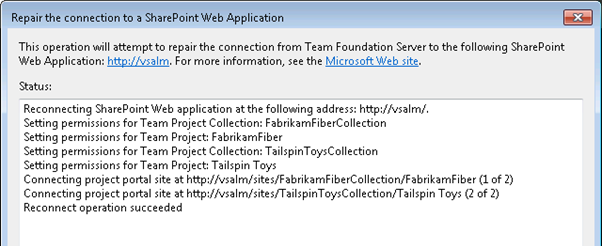 Repair the connection to a SharePoint Web Application
This operation will attempt to repair the connection from Team Foundation Server to the following SharePoint
Web Application: http://vsalm. For more information, see the Microsoft Web site.
Status:
Reconnecting SharePoint Web application at the following address: http://vsalm/.
Setting permissions for Team Project Collection: FabrikamFiberCollection
Setting permissions for Team Project: FabrikamFiber
Setting permissions for Team Project Collection: TailspinToysCollection
Setting permissions for Team Project: Tailspin Toys
Connecting project portal site at http://vsalm/sites/FabrikamFiberCollection/FabrikamFiber (1 of 2)
Connecting project portal site at http://vsalm/sites/TailspinToysCollection/Tailspin Toys (2 of 2)
Reconnect operation succeeded